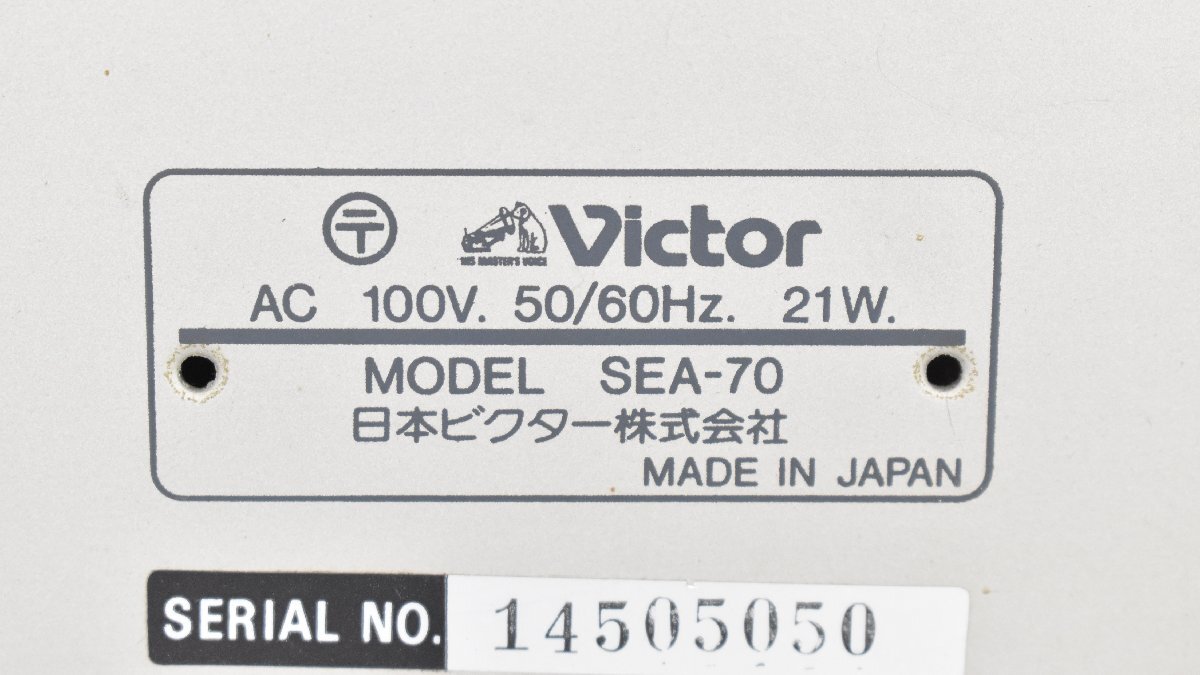 〒 Victor
HIS MASTER'S VOICE
AC 100V. 50/60Hz. 21W.
MODEL SEA-70
日本ビクター株式会社
MADE IN JAPAN
SERIAL NO. 14505050